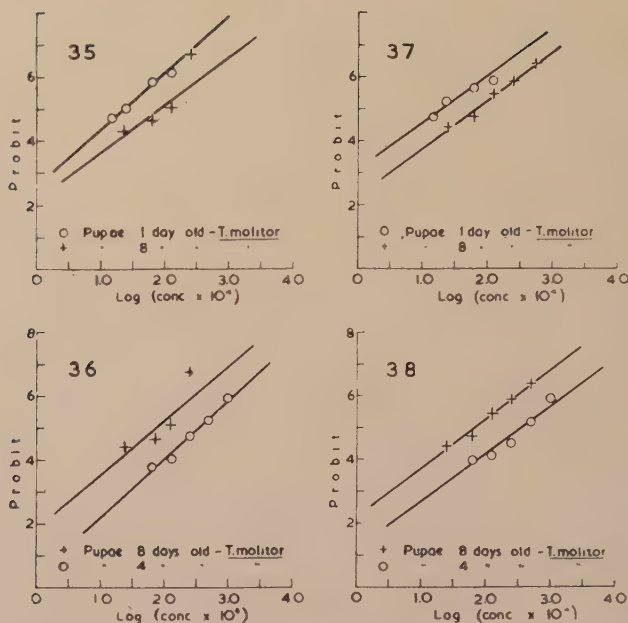 35
6
4
2
Probit
O Pupae 1 day old - T.molitor
+ " 8 " " "
0 1.0 2.0 3.0 4.0
Log (conc x 10⁴)
37
6
4
2
Probit
O Pupae 1 day old - T.molitor
+ " 8 " " "
0 1.0 2.0 3.0 4.0
Log (conc x 10⁴)
36
8
6
4
2
Probit
+ Pupae 8 days old - T.molitor
O " 4 " " "
0 1.0 2.0 3.0 4.0
Log (conc x 10⁴)
38
8
6
4
2
Probit
+ Pupae 8 days old - T.molitor
O " 4 " " "
0 1.0 2.0 3.0 4.0
Log (conc x 10⁴)